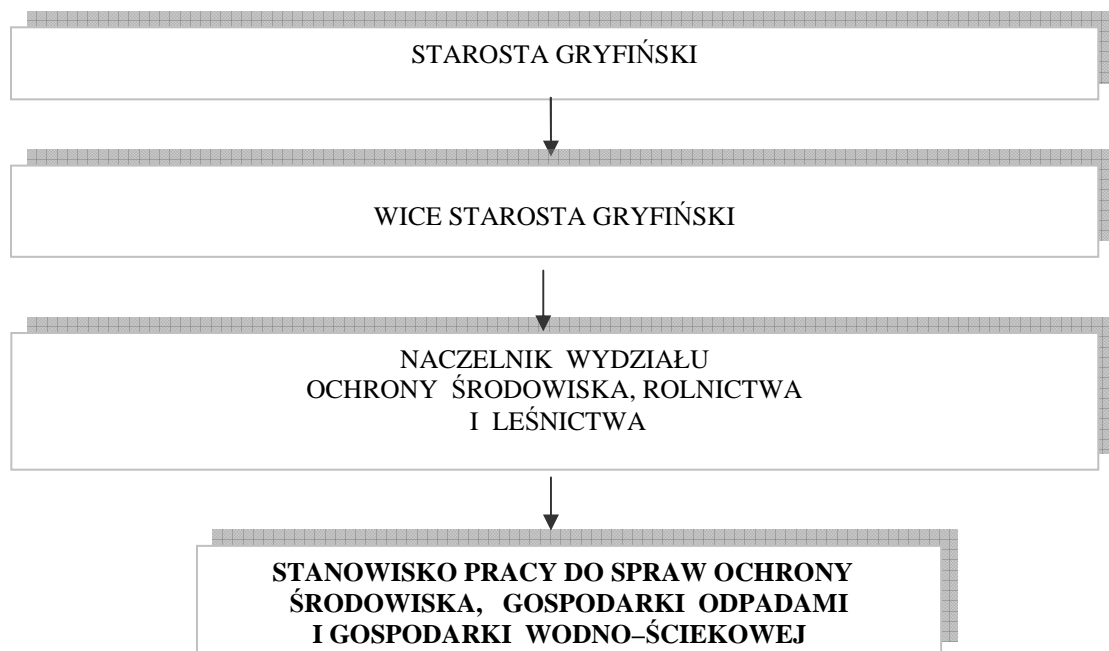 STAROSTA GRYFIŃSKI
WICE STAROSTA GRYFIŃSKI
NACZELNIK WYDZIAŁU
OCHRONY ŚRODOWISKA, ROLNICTWA
I LEŚNICTWA
STANOWISKO PRACY DO SPRAW OCHRONY
ŚRODOWISKA, GOSPODARKI ODPADAMI
I GOSPODARKI WODNO–ŚCIEKOWEJ